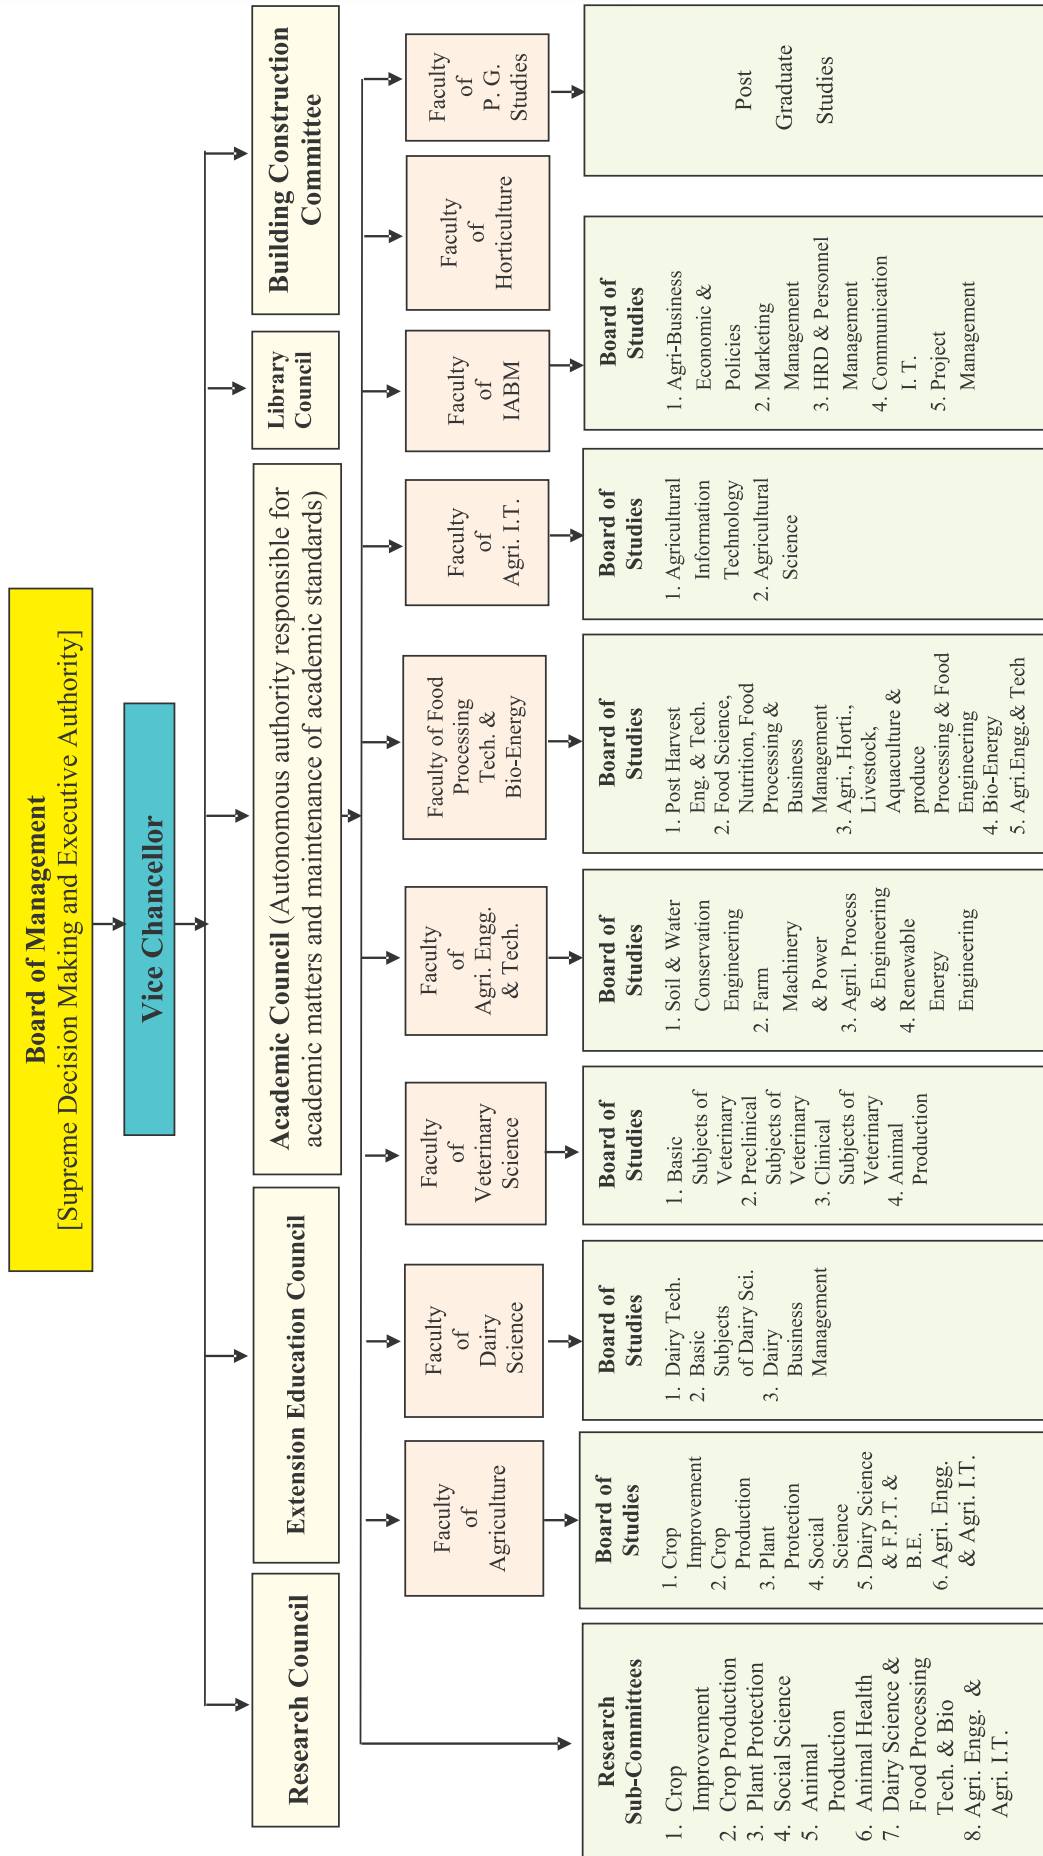 Board of Management
[Supreme Decision Making and Executive Authority]
Vice Chancellor
Research Council
Extension Education Council
Academic Council (Autonomous authority responsible for
academic matters and maintenance of academic standards)
Library
Council
Building Construction
Committee
Faculty
of
Agriculture
Faculty
of
Dairy
Science
Faculty
of
Veterinary
Science
Faculty
of
Agri. Engg.
& Tech.
Faculty of Food
Processing
Tech. &
Bio-Energy
Faculty
of
Agri. I.T.
Faculty
of
IABM
Faculty
of
Horticulture
Faculty
of
P. G.
Studies
Research
Sub-Committees
1. Crop
Improvement
2. Crop Production
3. Plant Protection
4. Social Science
5. Animal
Production
6. Animal Health
7. Dairy Science &
Food Processing
Tech. & Bio
8. Agri. Engg. &
Agri. I.T.
Board of
Studies
1. Crop
Improvement
2. Crop
Production
3. Plant
Protection
4. Social
Science
5. Dairy Science
& F.P.T. &
B.E.
6. Agri. Engg.
& Agri. I.T.
Board of
Studies
1. Dairy Tech.
2. Basic
Subjects
of Dairy Sci.
3. Dairy
Business
Management
Board of
Studies
1. Basic
Subjects of
Veterinary
2. Preclinical
Subjects of
Veterinary
3. Clinical
Subjects of
Veterinary
4. Animal
Production
Board of
Studies
1. Soil & Water
Conservation
Engineering
2. Farm
Machinery
& Power
3. Agril. Process
& Engineering
4. Renewable
Energy
Engineering
Board of
Studies
1. Post Harvest
Eng. & Tech.
2. Food Science,
Nutrition, Food
Processing &
Business
Management
3. Agri., Horti.,
Livestock,
Aquaculture &
produce
Processing & Food
Engineering
4. Bio-Energy
5. Agri.Engg.& Tech
Board of
Studies
1. Agricultural
Information
Technology
2. Agricultural
Science
Board of
Studies
1. Agri-Business
Economic &
Policies
2. Marketing
Management
3. HRD & Personnel
Management
4. Communication
I. T.
5. Project
Management
Post
Graduate
Studies